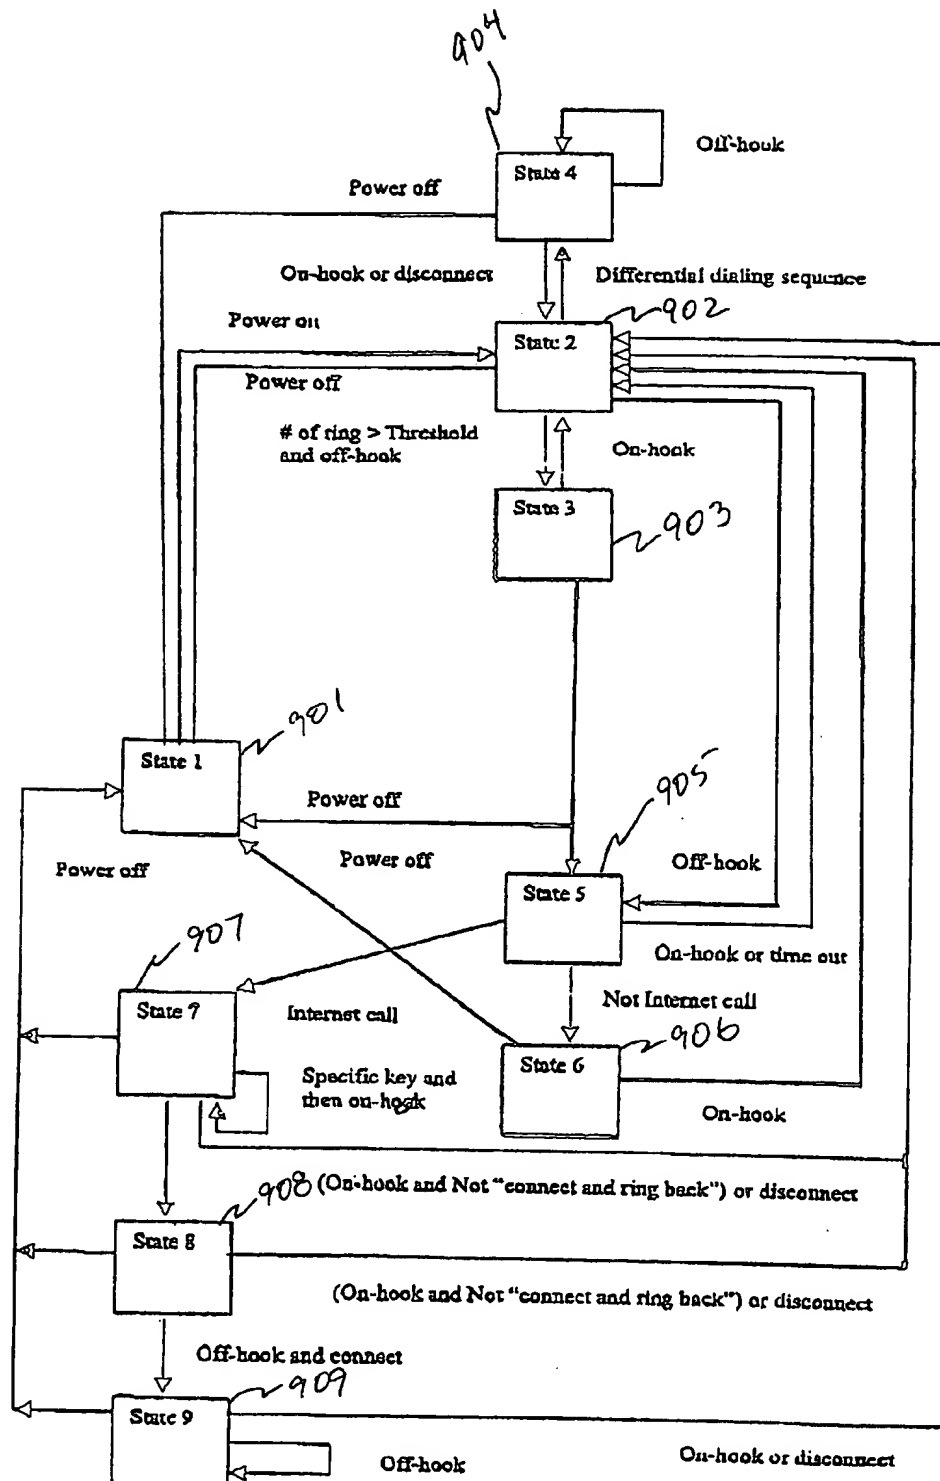 904
Off-hook
State 4
Power off
On-hook or disconnect
Differential dialing sequence
902
Power on
State 2
Power off
# of ring > Threshold
and off-hook
On-hook
State 3
903
901
State 1
905
Power off
Power off
Power off
Off-hook
State 5
907
On-hook or time out
Not Internet call
State 7
Internet call
906
State 6
Specific key and
then on-hook
On-hook
908
(On-hook and Not "connect and ring back") or disconnect
State 8
(On-hook and Not "connect and ring back") or disconnect
Off-hook and connect
909
State 9
On-hook or disconnect
Off-hook